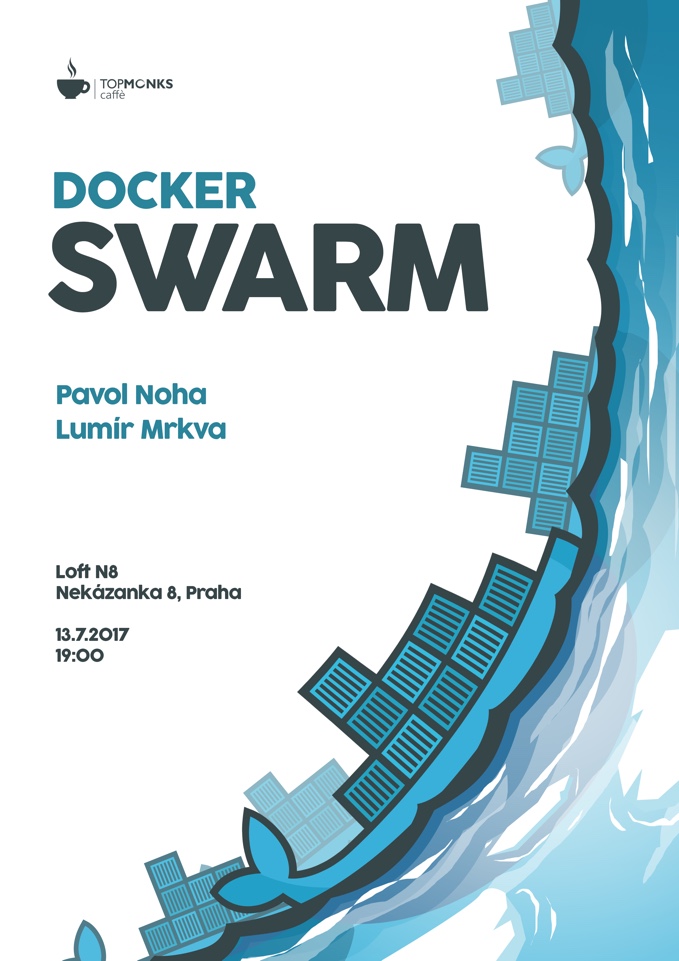 TOPMONKS
caffè
DOCKER
SWARM
Pavol Noha
Lumír Mrkva
Loft N8
Nekázanka 8, Praha
13.7.2017
19:00